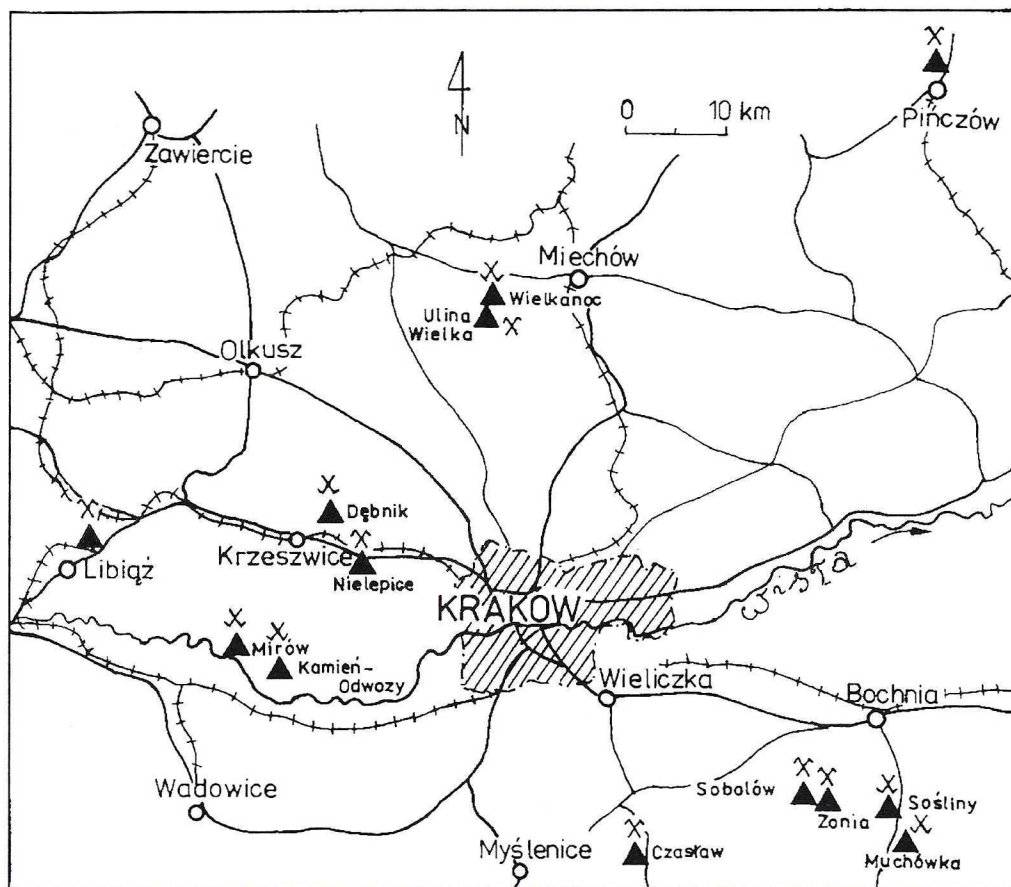 0 10 km
N
Pińczów
Zawiercie
Miechów
Wielkanoc
Ulina
Wielka
Olkusz
Dębnik
Krzeszwice
Nielepice
Libiąż
KRAKÓW
Wisła
Mirów
Kamień-
Odwozy
Wieliczka
Bochnia
Wadowice
Sobolów
Zonia
Sośliny
Muchówka
Myślenice
Czasław